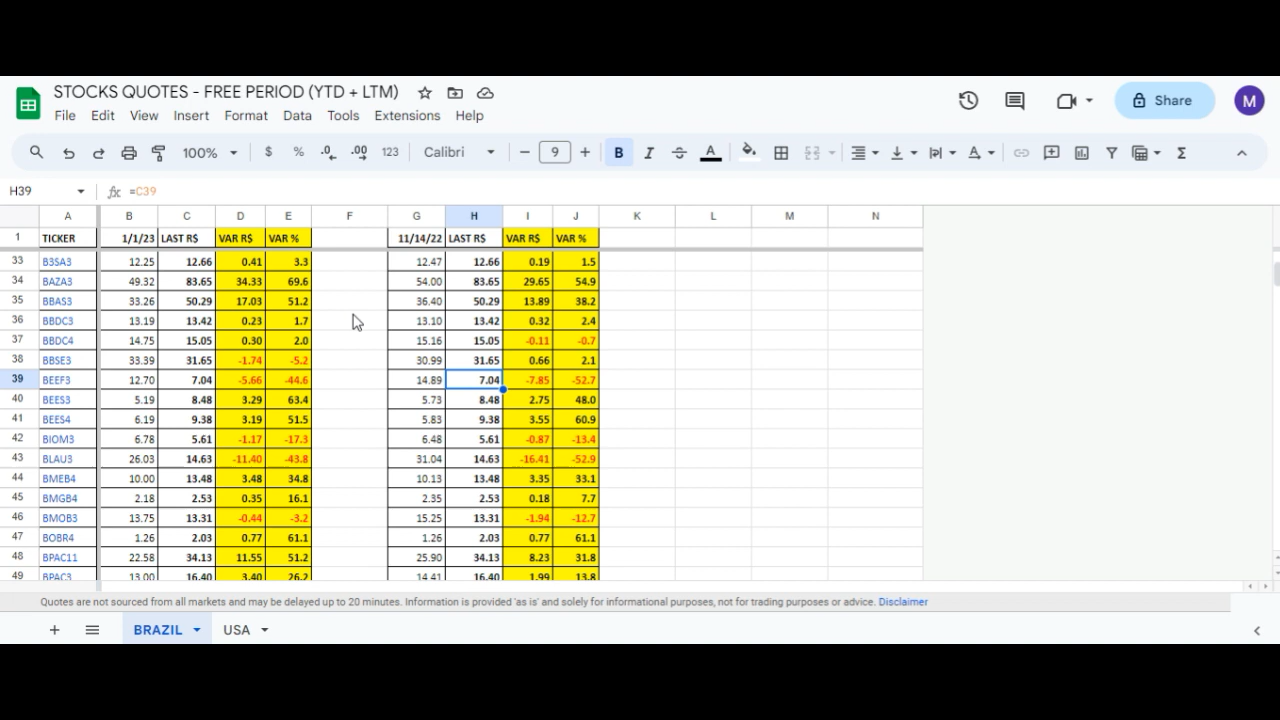 STOCKS QUOTES - FREE PERIOD (YTD + LTM)
File Edit View Insert Format Data Tools Extensions Help
Share M
100% $ % .0 .00 123 Calibri - 9 + B I A
H39 fx =C39
A B C D E F G H I J K L M N
1 TICKER 1/1/23 LAST R$ VAR R$ VAR % 11/14/22 LAST R$ VAR R$ VAR %
33 B3SA3 12.25 12.66 0.41 3.3 12.47 12.66 0.19 1.5
34 BAZA3 49.32 83.65 34.33 69.6 54.00 83.65 29.65 54.9
35 BBAS3 33.26 50.29 17.03 51.2 36.40 50.29 13.89 38.2
36 BBDC3 13.19 13.42 0.23 1.7 13.10 13.42 0.32 2.4
37 BBDC4 14.75 15.05 0.30 2.0 15.16 15.05 -0.11 -0.7
38 BBSE3 33.39 31.65 -1.74 -5.2 30.99 31.65 0.66 2.1
39 BEEF3 12.70 7.04 -5.66 -44.6 14.89 7.04 -7.85 -52.7
40 BEES3 5.19 8.48 3.29 63.4 5.73 8.48 2.75 48.0
41 BEES4 6.19 9.38 3.19 51.5 5.83 9.38 3.55 60.9
42 BIOM3 6.78 5.61 -1.17 -17.3 6.48 5.61 -0.87 -13.4
43 BLAU3 26.03 14.63 -11.40 -43.8 31.04 14.63 -16.41 -52.9
44 BMEB4 10.00 13.48 3.48 34.8 10.13 13.48 3.35 33.1
45 BMGB4 2.18 2.53 0.35 16.1 2.35 2.53 0.18 7.7
46 BMOB3 13.75 13.31 -0.44 -3.2 15.25 13.31 -1.94 -12.7
47 BOBR4 1.26 2.03 0.77 61.1 1.26 2.03 0.77 61.1
48 BPAC11 22.58 34.13 11.55 51.2 25.90 34.13 8.23 31.8
49 BPAC3 13.00 16.40 3.40 26.2 14.41 16.40 1.99 13.8
Quotes are not sourced from all markets and may be delayed up to 20 minutes. Information is provided 'as is' and solely for informational purposes, not for trading purposes or advice. Disclaimer
BRAZIL USA